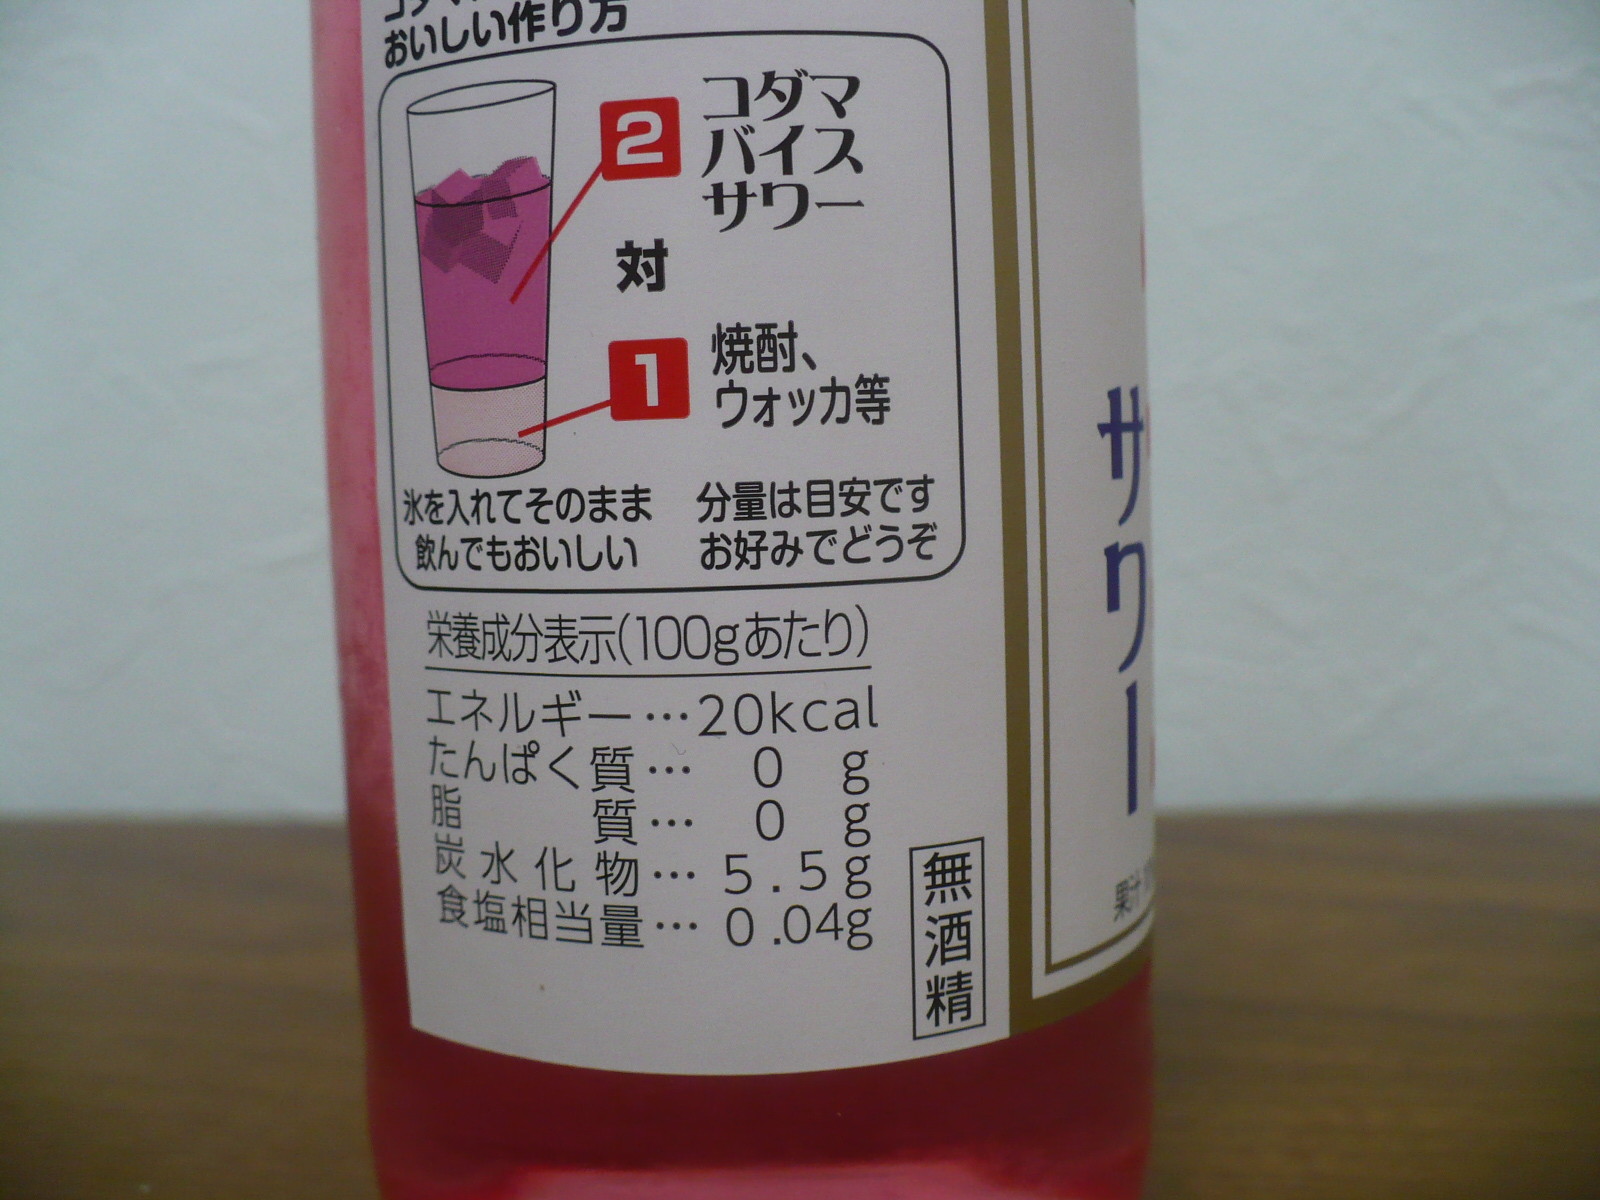 おいしい作り方
2
コダマ
バイス
サワー
対
1
焼酎、
ウォッカ等
氷を入れてそのまま
飲んでもおいしい
分量は目安です
お好みでどうぞ
栄養成分表示(100gあたり)
エネルギー…20kcal
たんぱく質… 0 g
脂質… 0 g
炭水化物… 5.5g
食塩相当量… 0.04g
無酒精
サワー
果汁